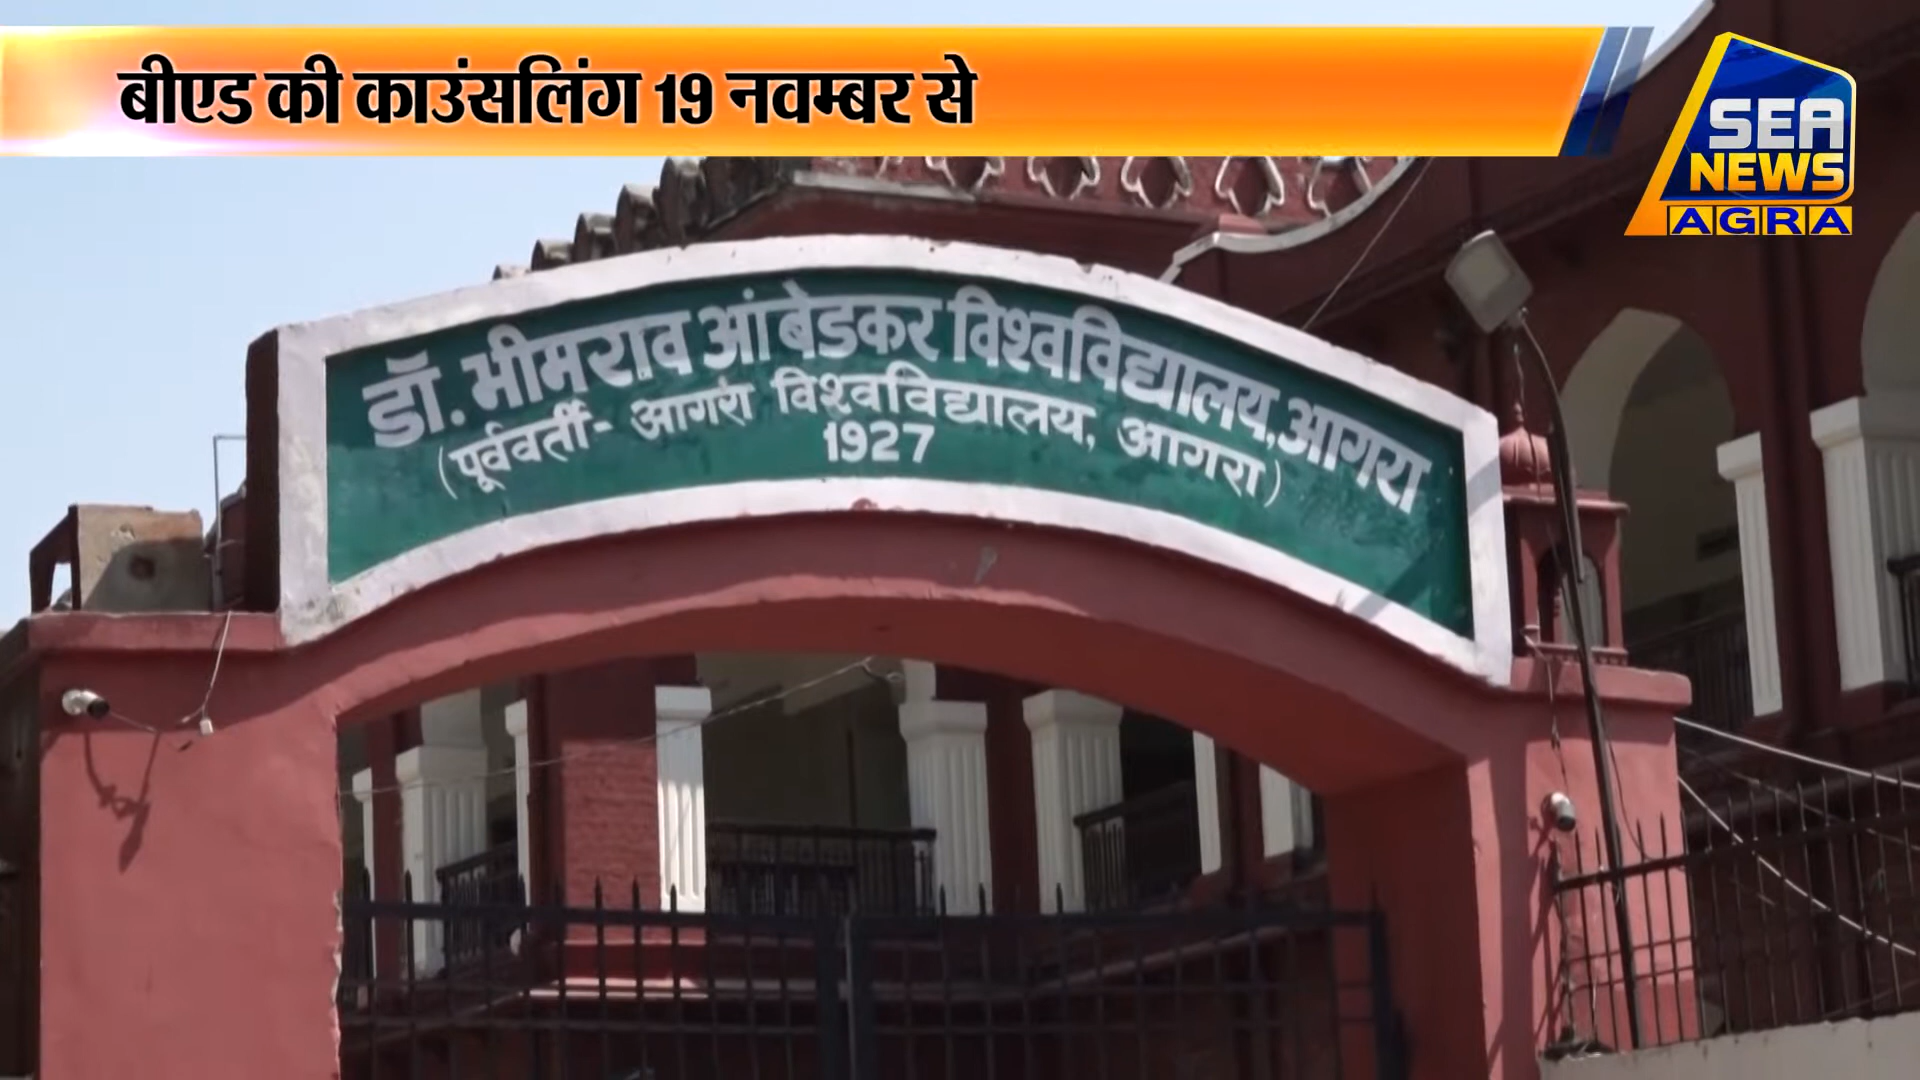 बीएड की काउंसलिंग 19 नवम्बर से
SEA
NEWS
AGRA
डॉ. भीमराव आंबेडकर विश्वविद्यालय, आगरा
(पूर्ववर्ती- आगरा विश्वविद्यालय, आगरा)
1927